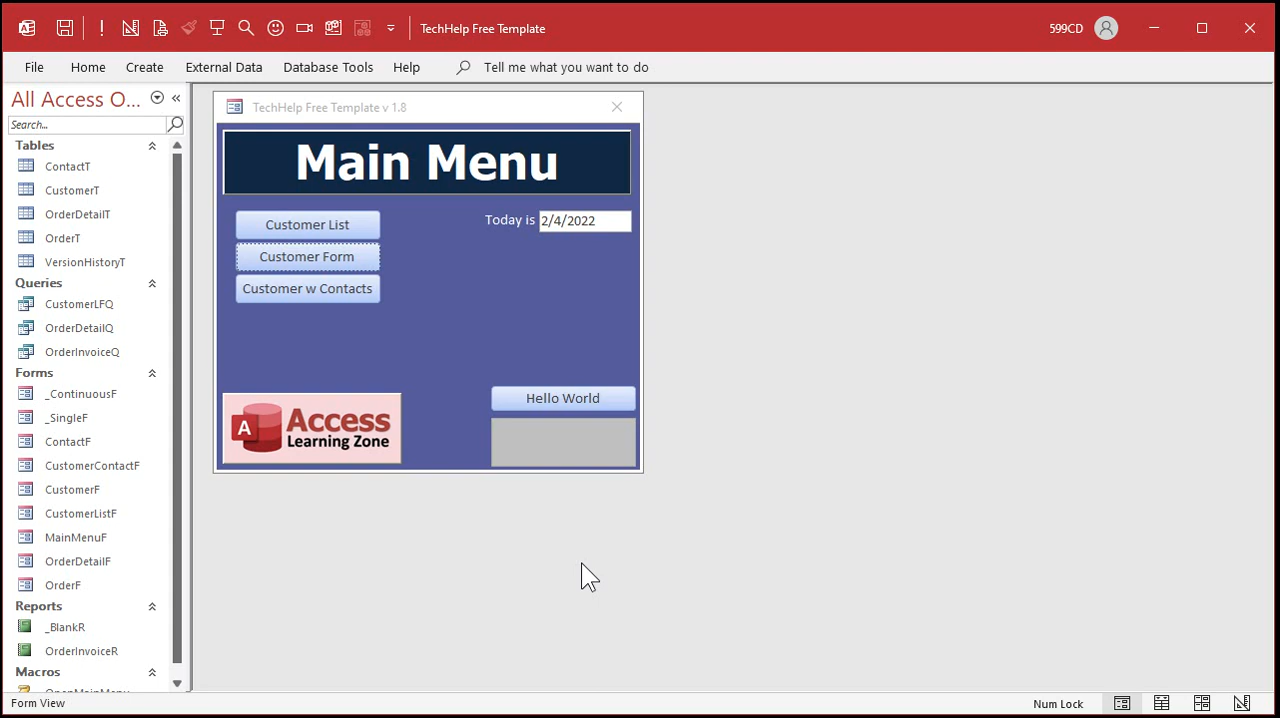 TechHelp Free Template
599CD
File Home Create External Data Database Tools Help Tell me what you want to do
All Access O...
Search...
Tables
ContactT
CustomerT
OrderDetailT
OrderT
VersionHistoryT
Queries
CustomerLFQ
OrderDetailQ
OrderInvoiceQ
Forms
_ContinuousF
_SingleF
ContactF
CustomerContactF
CustomerF
CustomerListF
MainMenuF
OrderDetailF
OrderF
Reports
_BlankR
OrderInvoiceR
Macros
OpenMainMenu
TechHelp Free Template v 1.8
Main Menu
Customer List
Today is 2/4/2022
Customer Form
Customer w Contacts
Hello World
A Access
Learning Zone
Form View
Num Lock